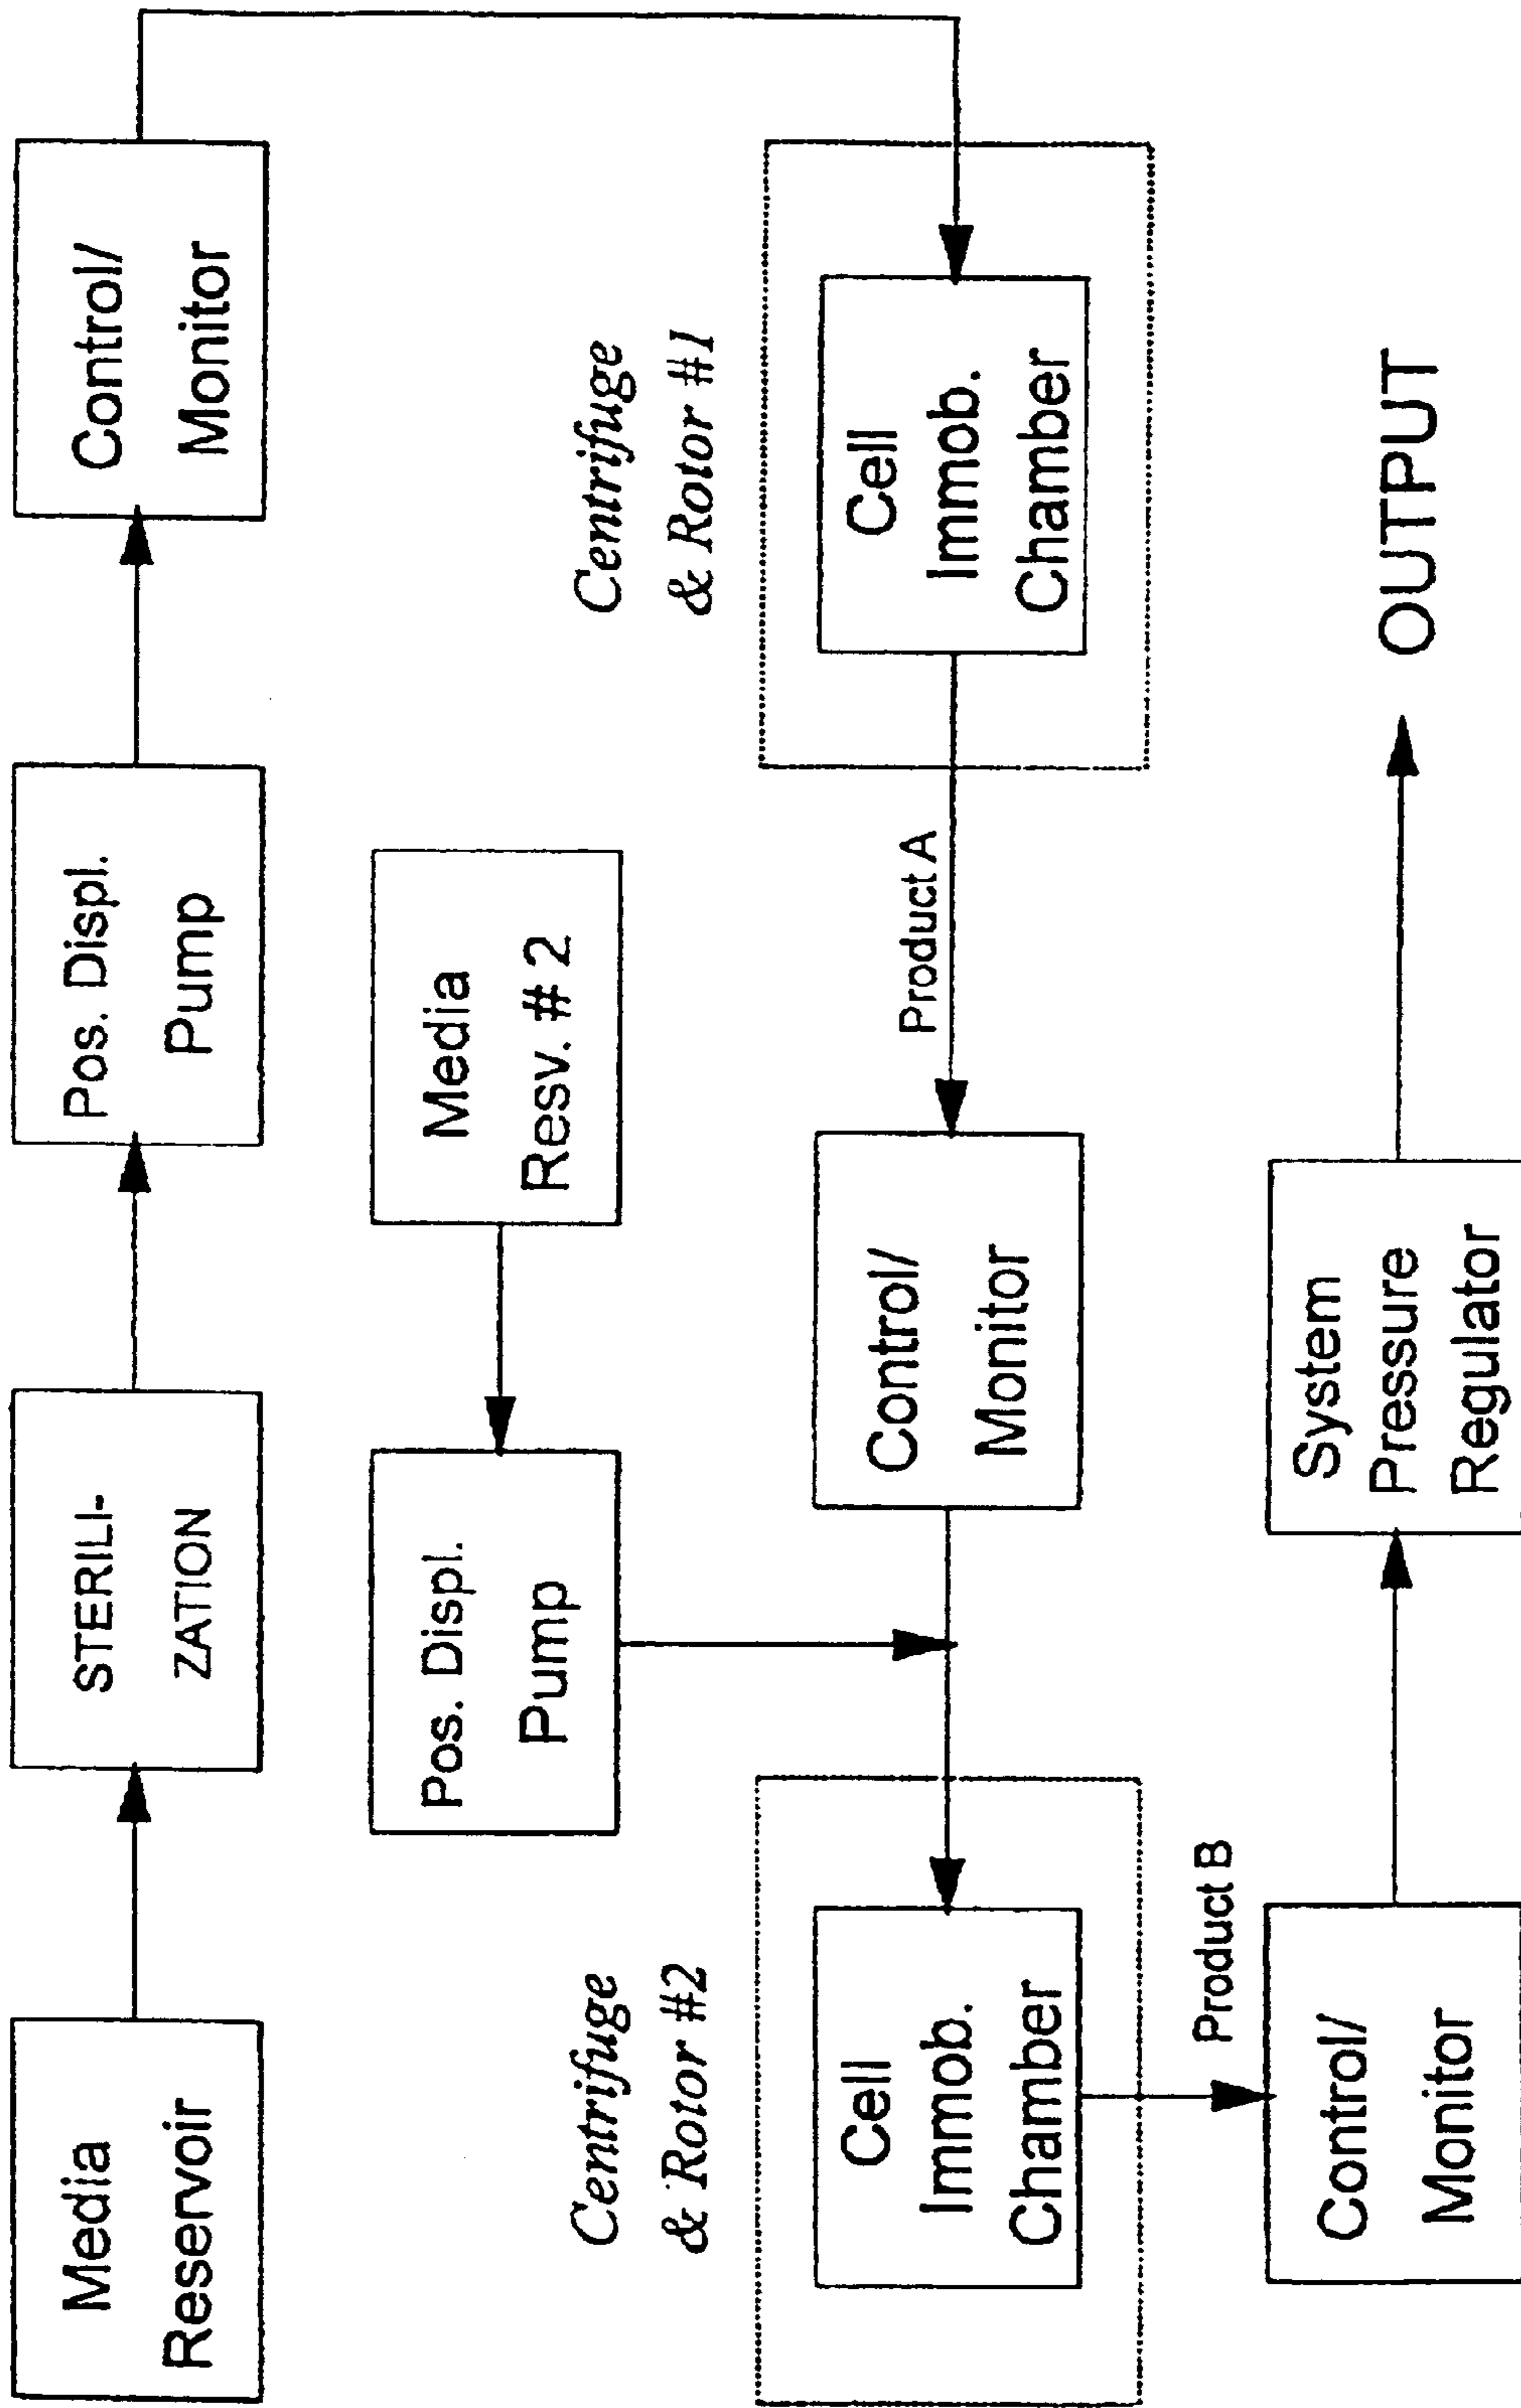 Media
Reservoir
STERILI-
ZATION
Pos. Displ.
Pump
Control/
Monitor
Pos. Displ.
Pump
Media
Resv. # 2
Centrifuge
& Rotor #2
Centrifuge
& Rotor #1
Cell
Immob.
Chamber
Control/
Monitor
Product A
Cell
Immob.
Chamber
Product B
Control/
Monitor
System
Pressure
Regulator
OUTPUT